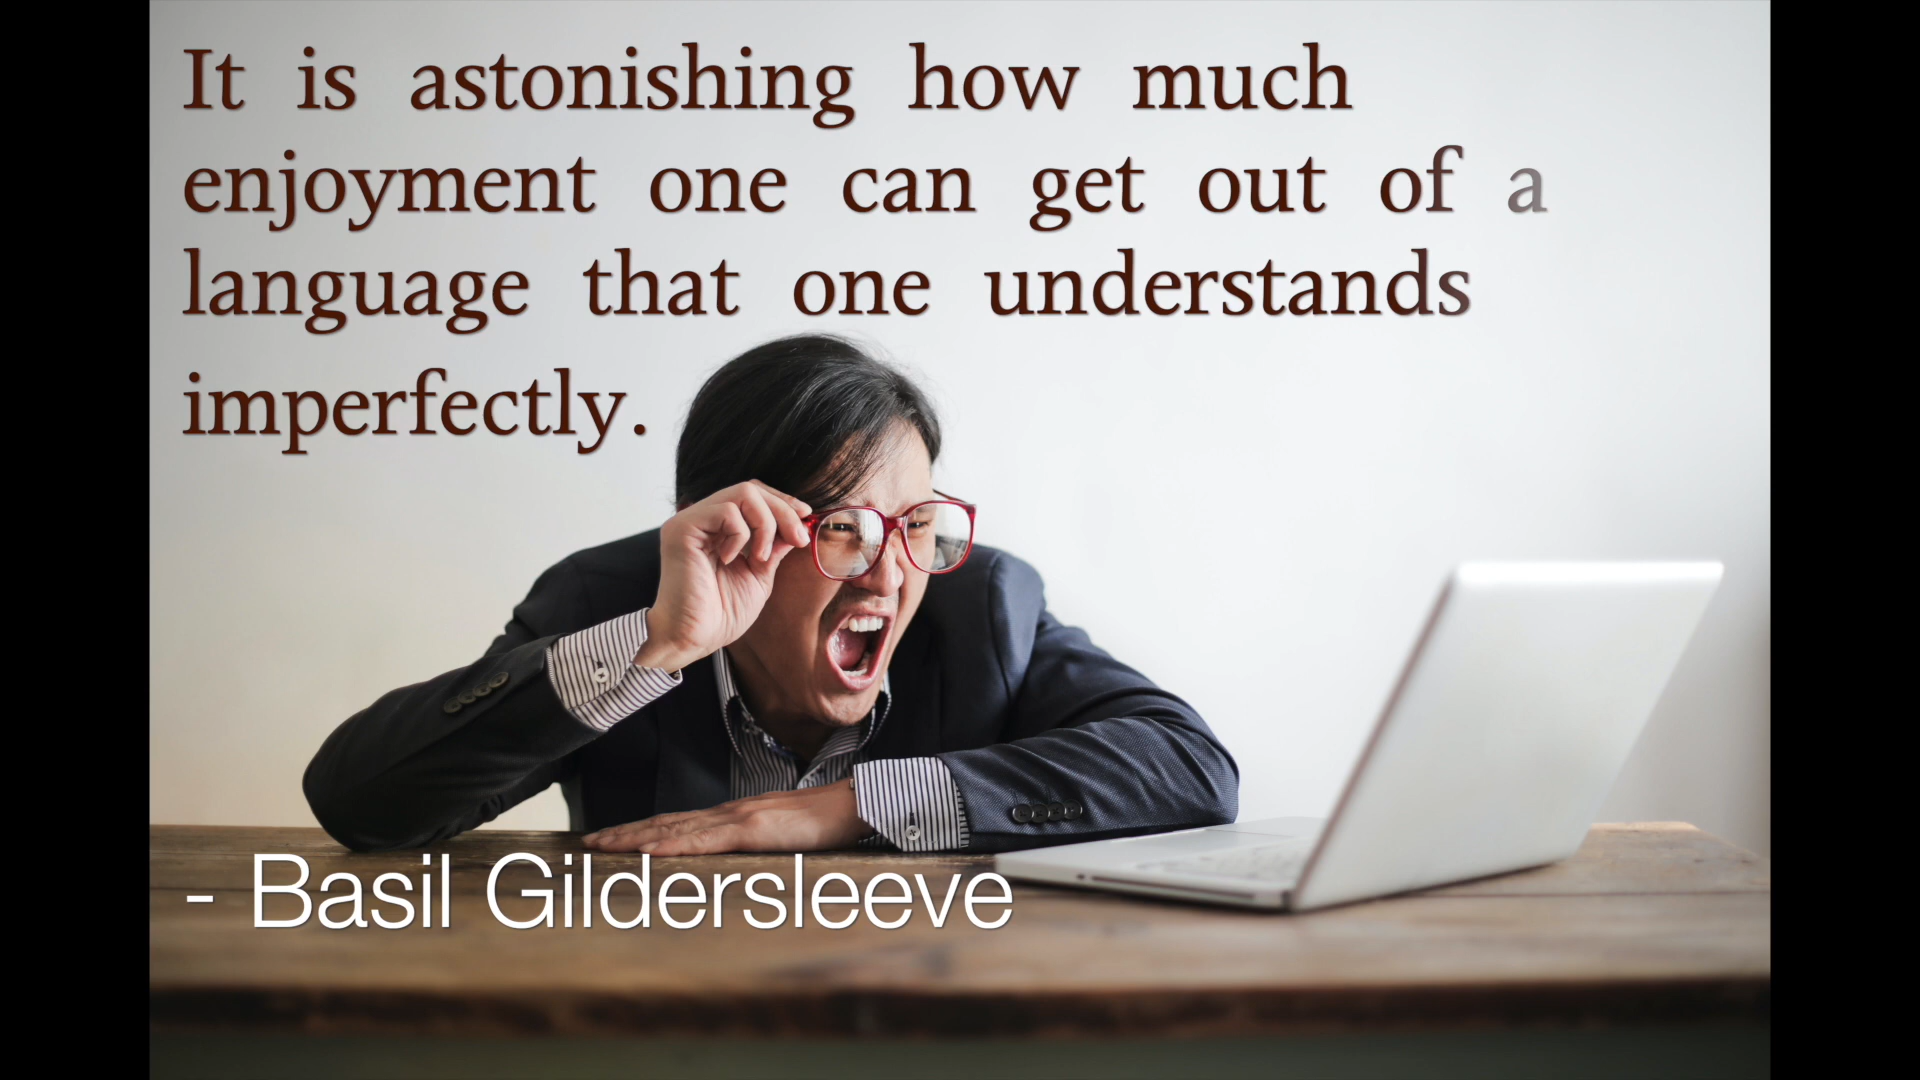 It is astonishing how much
enjoyment one can get out of a
language that one understands
imperfectly.
- Basil Gildersleeve